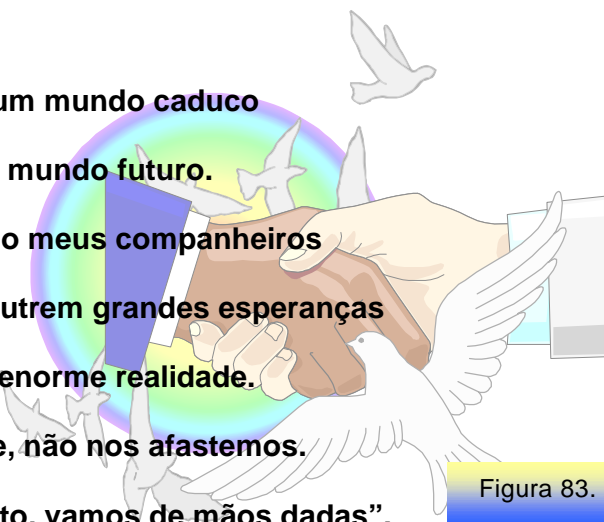 um mundo caduco
mundo futuro.
o meus companheiros
utrem grandes esperanças
enorme realidade.
e, não nos afastemos.
to, vamos de mãos dadas”.
Figura 83.